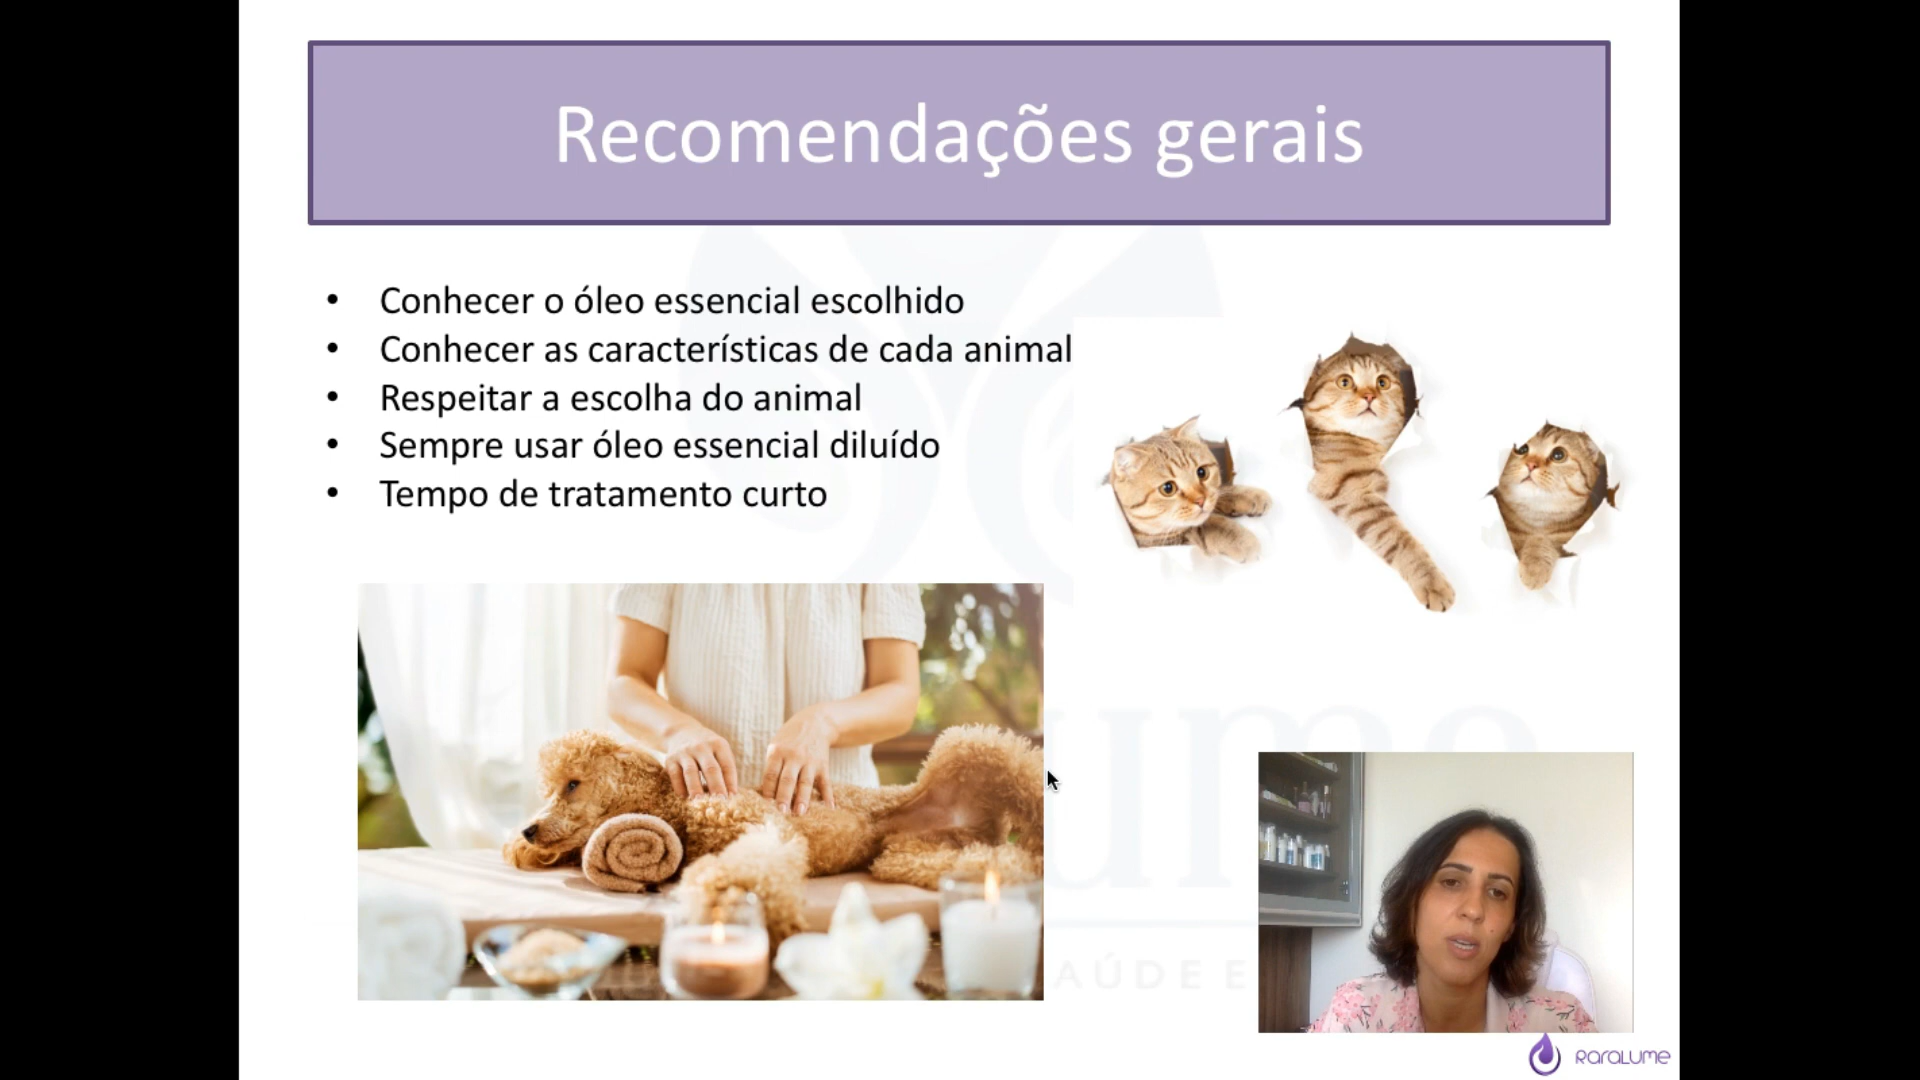 Recomendações gerais
• Conhecer o óleo essencial escolhido
• Conhecer as características de cada animal
• Respeitar a escolha do animal
• Sempre usar óleo essencial diluído
• Tempo de tratamento curto
AÚDE E
RARALUME